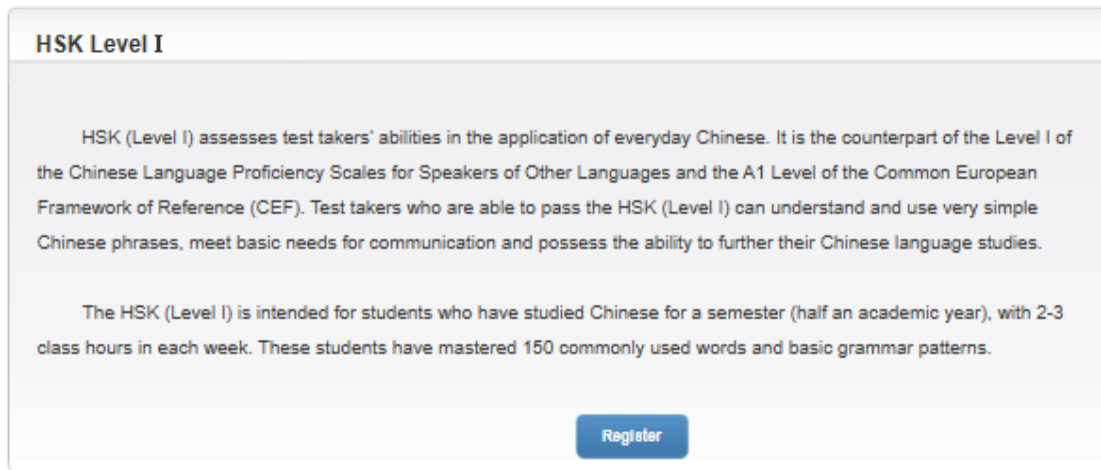 HSK Level I
HSK (Level I) assesses test takers' abilities in the application of everyday Chinese. It is the counterpart of the Level I of
the Chinese Language Proficiency Scales for Speakers of Other Languages and the A1 Level of the Common European
Framework of Reference (CEF). Test takers who are able to pass the HSK (Level I) can understand and use very simple
Chinese phrases, meet basic needs for communication and possess the ability to further their Chinese language studies.
The HSK (Level I) is intended for students who have studied Chinese for a semester (half an academic year), with 2-3
class hours in each week. These students have mastered 150 commonly used words and basic grammar patterns.
Register